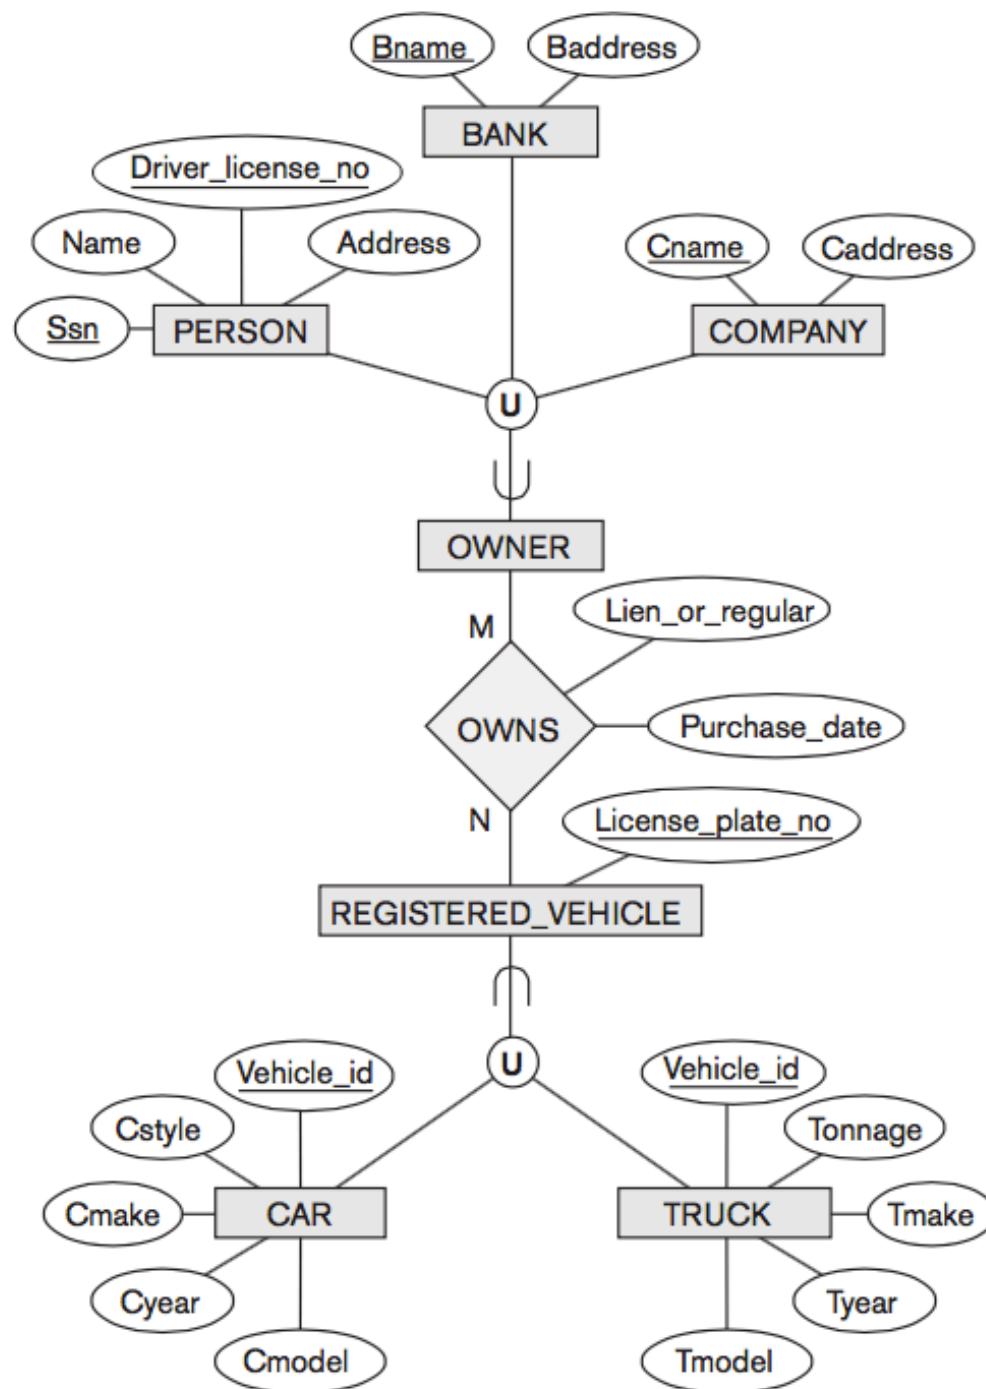 Bname
Baddress
BANK
Driver_license_no
Name
Address
Cname
Caddress
Ssn
PERSON
COMPANY
U
OWNER
M
Lien_or_regular
OWNS
Purchase_date
N
License_plate_no
REGISTERED_VEHICLE
U
Vehicle_id
Vehicle_id
Cstyle
Tonnage
Cmake
CAR
TRUCK
Tmake
Cyear
Tyear
Cmodel
Tmodel